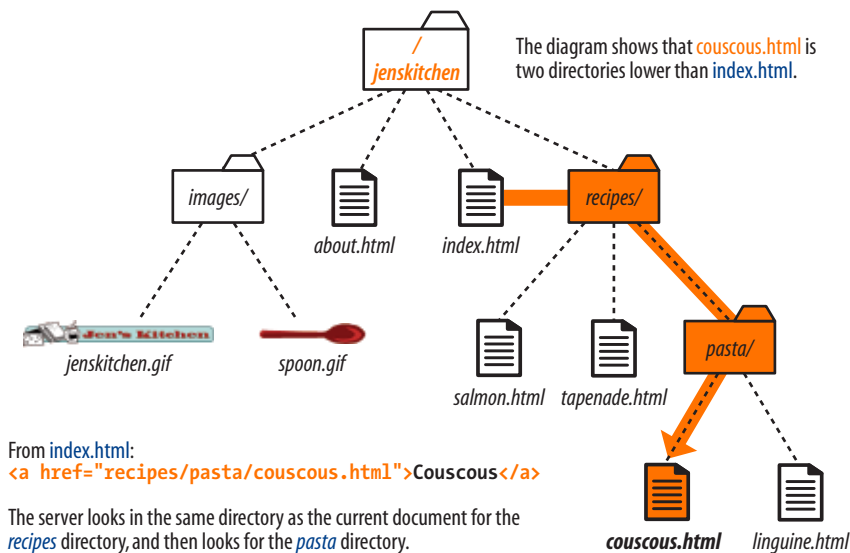 /
jenskitchen
The diagram shows that couscous.html is
two directories lower than index.html.
images/
recipes/
about.html
index.html
Jen's Kitchen
jenskitchen.gif
spoon.gif
pasta/
salmon.html
tapenade.html
From index.html:
<a href="recipes/pasta/couscous.html">Couscous</a>
The server looks in the same directory as the current document for the
recipes directory, and then looks for the pasta directory.
couscous.html
linguine.html